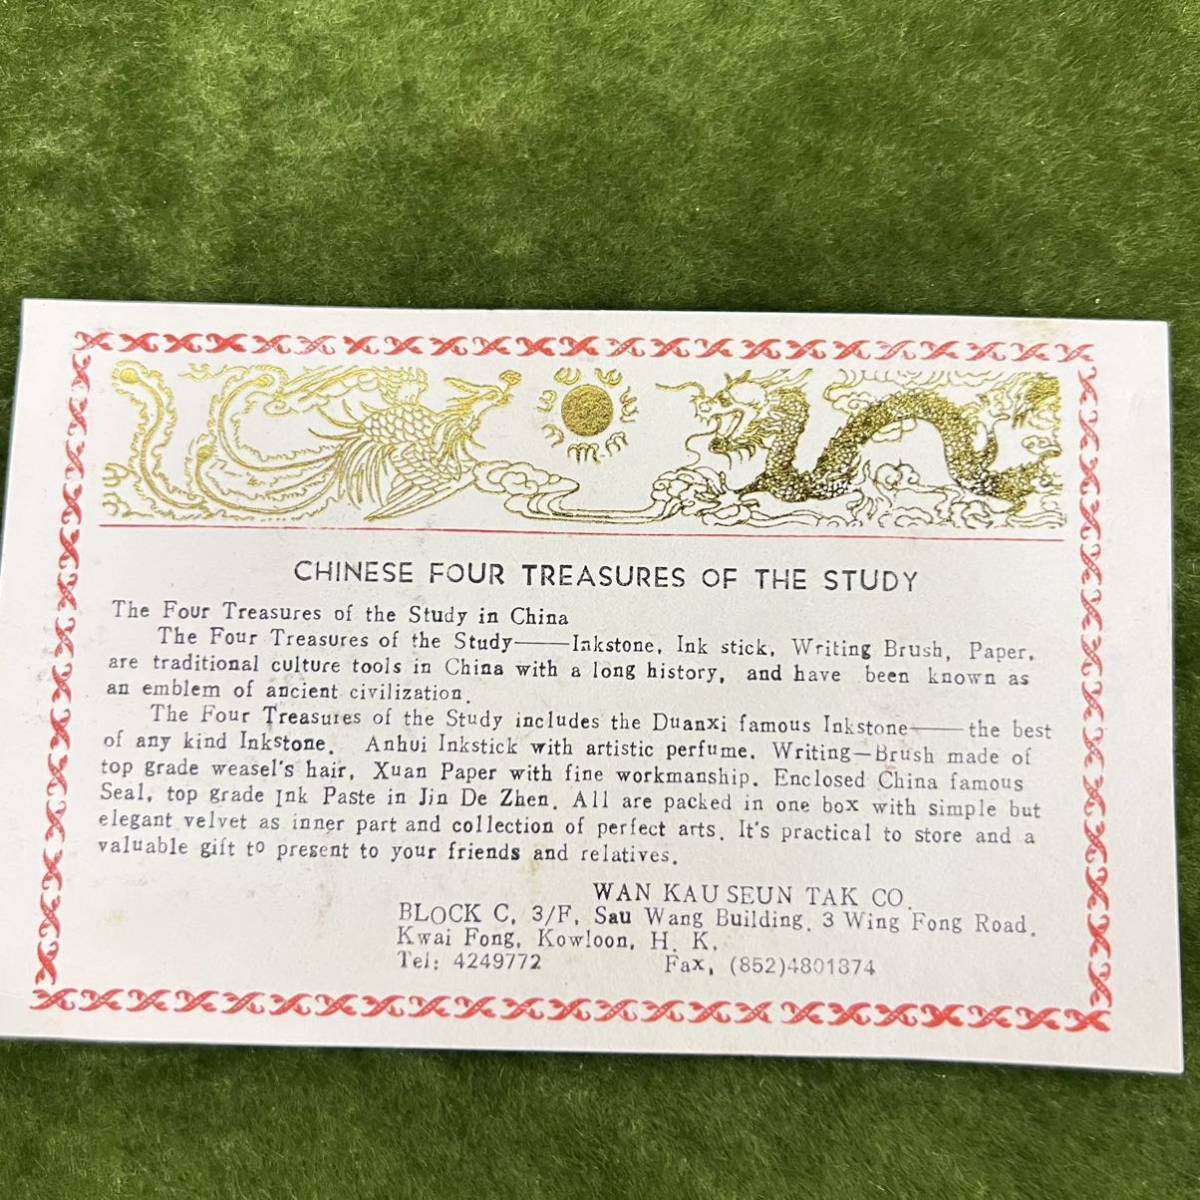 CHINESE FOUR TREASURES OF THE STUDY
The Four Treasures of the Study in China
The Four Treasures of the Study——Inkstone, Ink stick, Writing Brush, Paper,
are traditional culture tools in China with a long history, and have been known as
an emblem of ancient civilization.
The Four Treasures of the Study includes the Duanxi famous Inkstone——the best
of any kind Inkstone. Anhui Inkstick with artistic perfume. Writing—Brush made of
top grade weasel's hair, Xuan Paper with fine workmanship. Enclosed China famous
Seal, top grade Ink Paste in Jin De Zhen. All are packed in one box with simple but
elegant velvet as inner part and collection of perfect arts. It's practical to store and a
valuable gift to present to your friends and relatives.
WAN KAU SEUN TAK CO.
BLOCK C, 3/F, Sau Wang Building, 3 Wing Fong Road,
Kwai Fong, Kowloon, H. K.
Tel: 4249772 Fax, (852)4801874